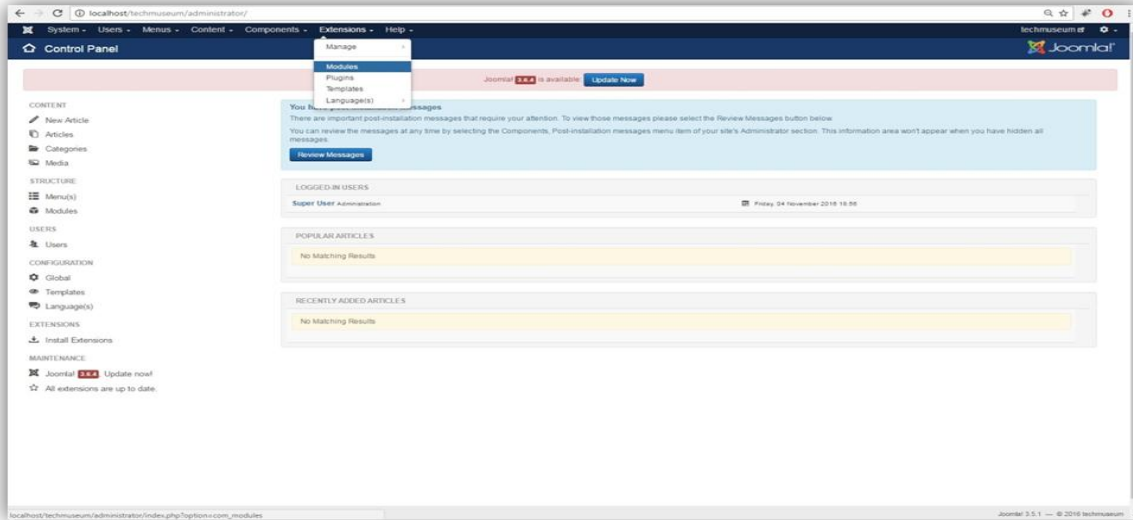 localhost/techmuseum/administrator/
System Users Menus Content Components Extensions Help techmuseum
Control Panel Joomla!
Manage
Modules
Plugins
Templates
Language(s)
Joomla! 3.6.4 is available: Update Now
CONTENT
New Article
Articles
Categories
Media
STRUCTURE
Menu(s)
Modules
USERS
Users
CONFIGURATION
Global
Templates
Language(s)
EXTENSIONS
Install Extensions
MAINTENANCE
Joomla! 3.6.4, Update now!
All extensions are up to date.
You have post-installation messages
There are important post-installation messages that require your attention. To view those messages please select the Review Messages button below.
You can review the messages at any time by selecting the Components, Post-installation messages menu item of your site's Administrator section. This information area won't appear when you have hidden all
messages.
Review Messages
LOGGED-IN USERS
Super User Administration Friday, 04 November 2016
POPULAR ARTICLES
No Matching Results
RECENTLY ADDED ARTICLES
No Matching Results
localhost/techmuseum/administrator/index.php?option=com_modules
Joomla! 3.5.1 — © 2016 techmuseum